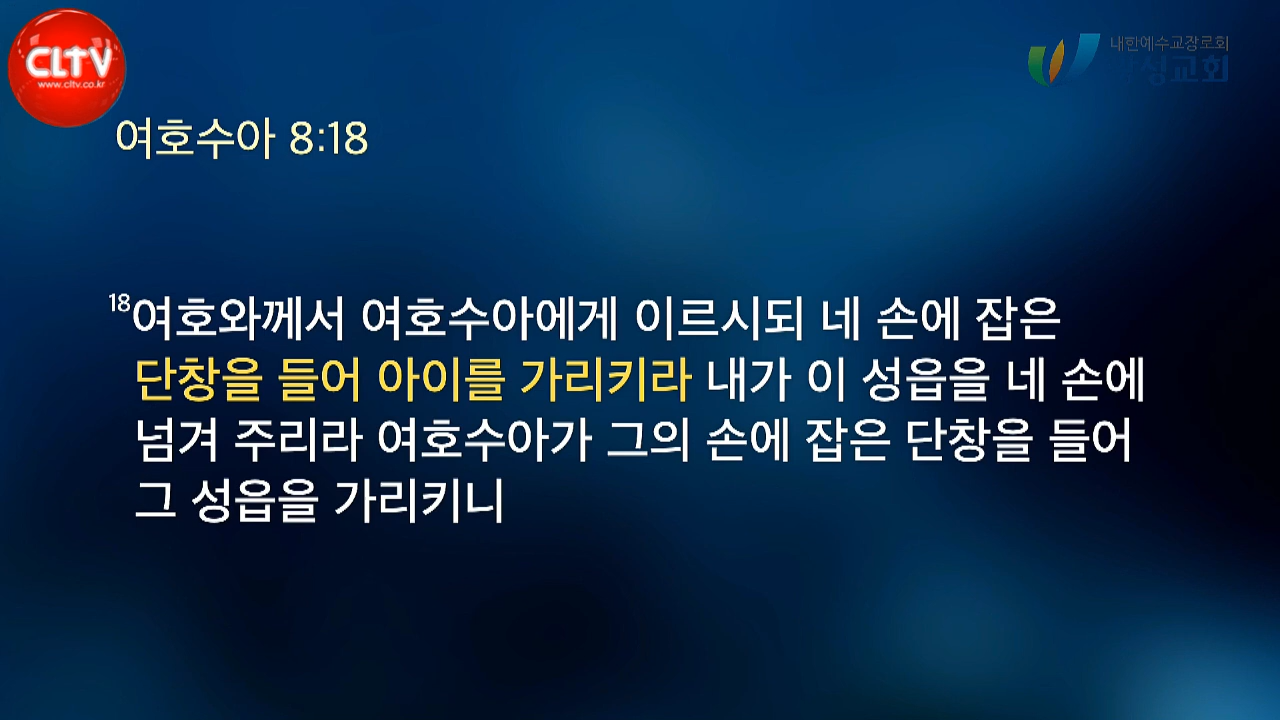 CLTV
www.cltv.co.kr
대한예수교장로회
여호수아 8:18
18여호와께서 여호수아에게 이르시되 네 손에 잡은
단창을 들어 아이를 가리키라 내가 이 성읍을 네 손에
넘겨 주리라 여호수아가 그의 손에 잡은 단창을 들어
그 성읍을 가리키니